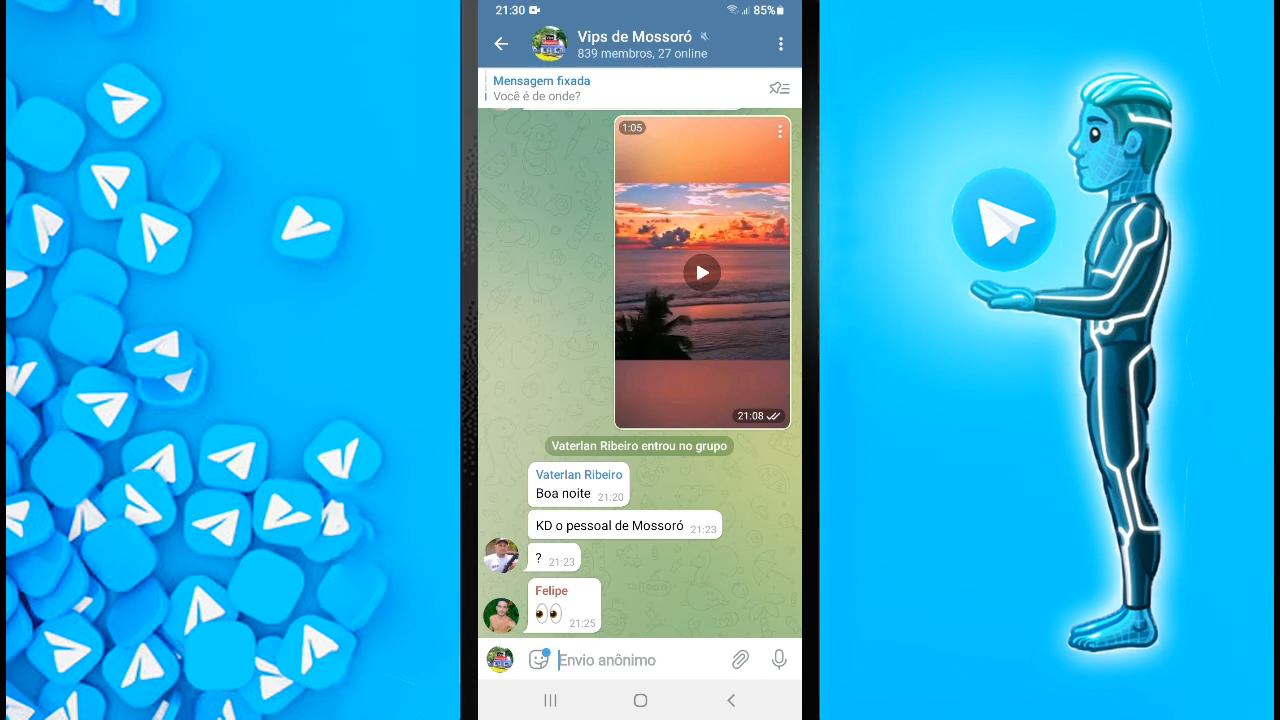 21:30
85%
Vips de Mossoró
839 membros, 27 online
Mensagem fixada
Você é de onde?
1:05
21:08
Vaterlan Ribeiro entrou no grupo
Vaterlan Ribeiro
Boa noite 21:20
KD o pessoal de Mossoró 21:23
? 21:23
Felipe
👀 21:25
Envio anônimo